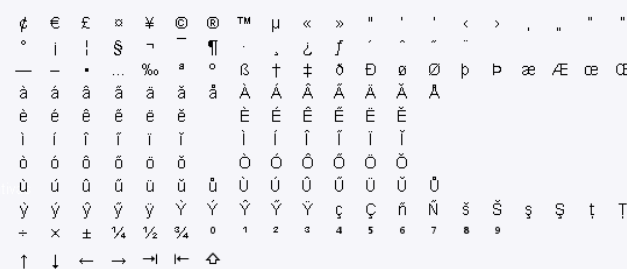 ¢ € £ ¤ ¥ © ® ™ µ « » " ' ' ‹ › ‚ „ " "
° ¡ ¦ § ¬ ¯ ¶ · ¸ ¿ ƒ ´ ˆ ˝ ¨
— – • … ‰ ª º ß † ‡ ð Ð ø Ø þ Þ æ Æ œ Œ
à á â a̋ ä ǎ å À Á Â A̋ Ä Ǎ Å
è é ê e̋ ë ě È É Ê E̋ Ë Ě
ì í î i̋ ï ǐ Ì Í Î I̋ Ï Ǐ
ò ó ô ő ö ǒ Ò Ó Ô Ő Ö Ǒ
ù ú û ű ü ǔ ů Ù Ú Û Ű Ü Ǔ Ů
ỳ ý ŷ y̋ ÿ Ỳ Ý Ŷ Y̋ Ÿ ç Ç ñ Ñ š Š ş Ş ţ Ţ
÷ × ± ¼ ½ ¾ ⁰ ¹ ² ³ ⁴ ⁵ ⁶ ⁷ ⁸ ⁹
↑ ↓ ← → ⇥ ⇤ ⇧